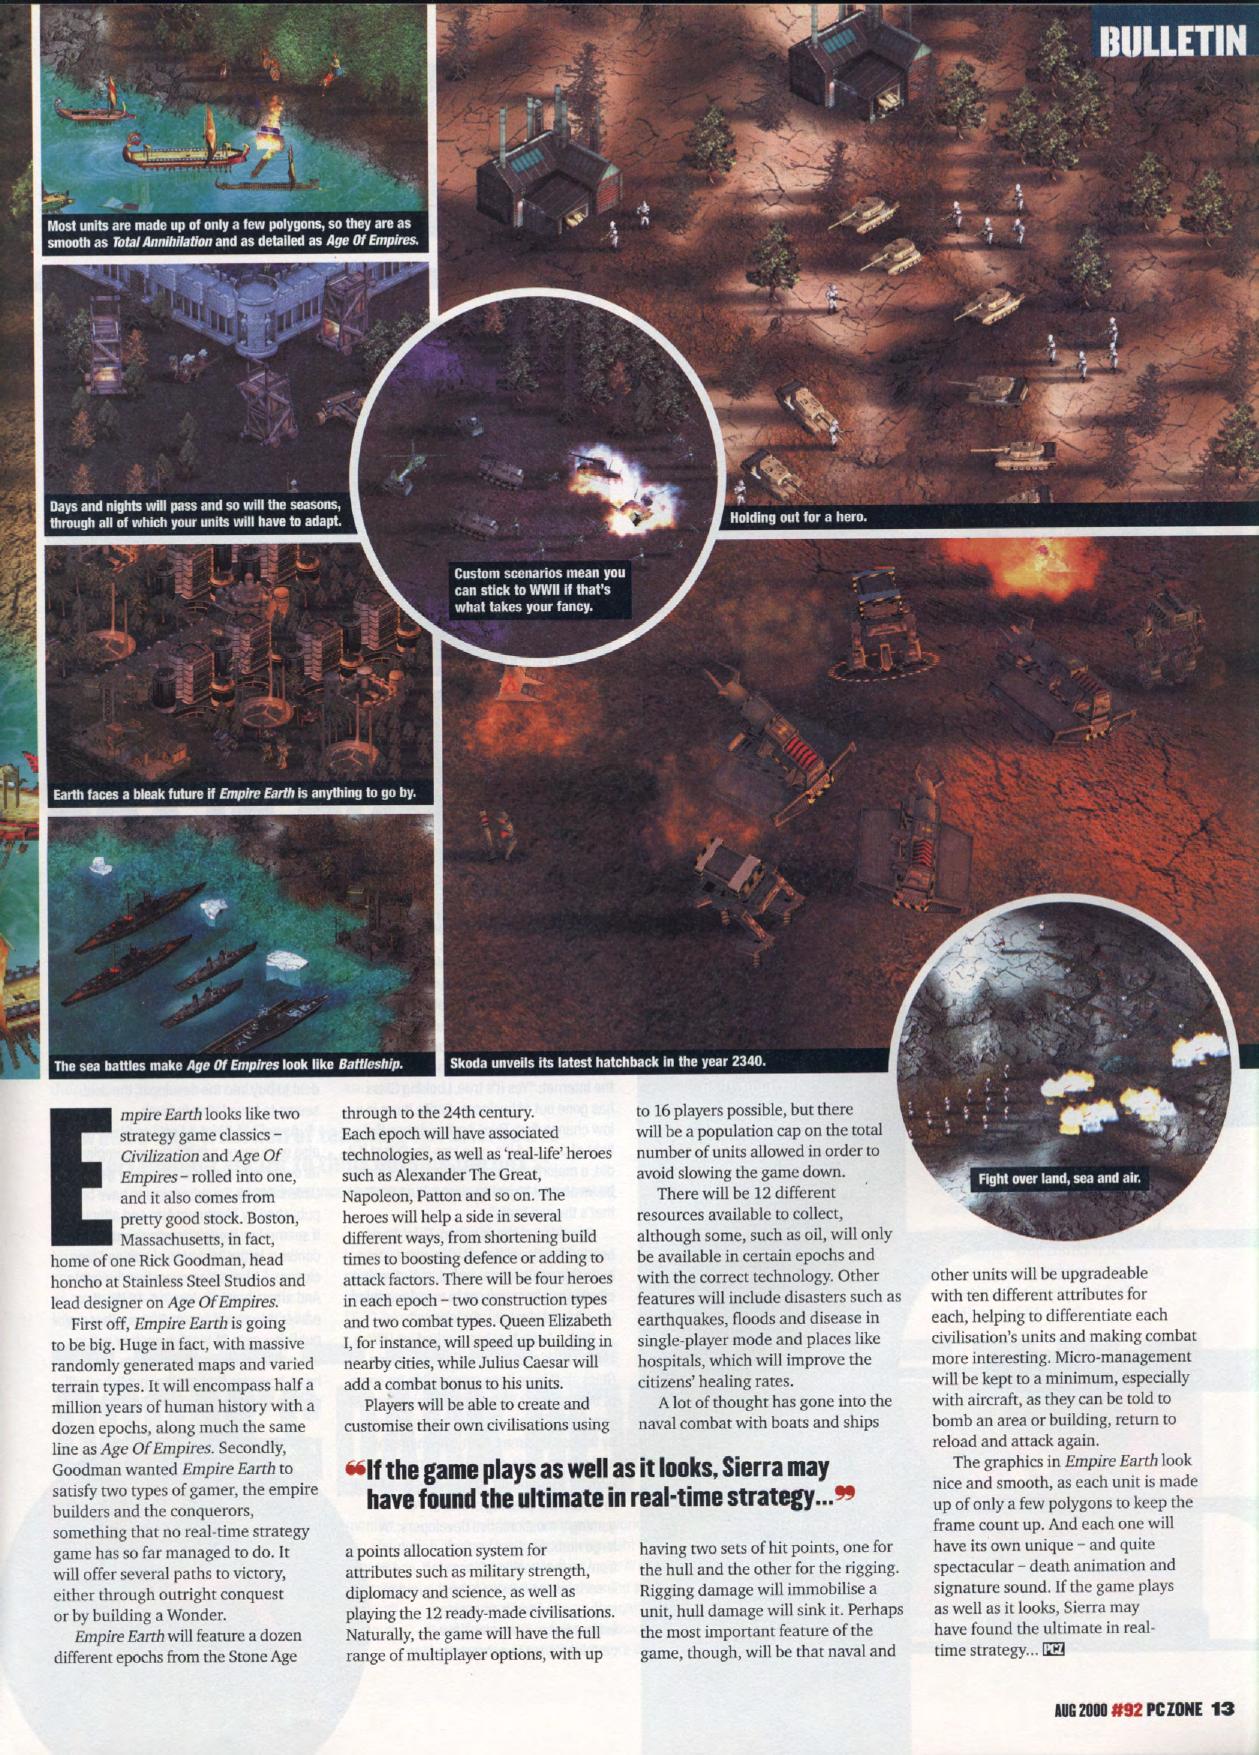 BULLETIN
Most units are made up of only a few polygons, so they are as
smooth as Total Annihilation and as detailed as Age Of Empires.
Days and nights will pass and so will the seasons,
through all of which your units will have to adapt.
Custom scenarios mean you
can stick to WWII if that's
what takes your fancy.
Holding out for a hero.
Earth faces a bleak future if Empire Earth is anything to go by.
The sea battles make Age Of Empires look like Battleship.
Skoda unveils its latest hatchback in the year 2340.
Fight over land, sea and air.
Empire Earth looks like two
strategy game classics –
Civilization and Age Of
Empires – rolled into one,
and it also comes from
pretty good stock. Boston,
Massachusetts, in fact,
home of one Rick Goodman, head
honcho at Stainless Steel Studios and
lead designer on Age Of Empires.
First off, Empire Earth is going
to be big. Huge in fact, with massive
randomly generated maps and varied
terrain types. It will encompass half a
million years of human history with a
dozen epochs, along much the same
line as Age Of Empires. Secondly,
Goodman wanted Empire Earth to
satisfy two types of gamer, the empire
builders and the conquerors,
something that no real-time strategy
game has so far managed to do. It
will offer several paths to victory,
either through outright conquest
or by building a Wonder.
Empire Earth will feature a dozen
different epochs from the Stone Age
through to the 24th century.
Each epoch will have associated
technologies, as well as 'real-life' heroes
such as Alexander The Great,
Napoleon, Patton and so on. The
heroes will help a side in several
different ways, from shortening build
times to boosting defence or adding to
attack factors. There will be four heroes
in each epoch – two construction types
and two combat types. Queen Elizabeth
I, for instance, will speed up building in
nearby cities, while Julius Caesar will
add a combat bonus to his units.
Players will be able to create and
customise their own civilisations using
a points allocation system for
attributes such as military strength,
diplomacy and science, as well as
playing the 12 ready-made civilisations.
Naturally, the game will have the full
range of multiplayer options, with up
to 16 players possible, but there
will be a population cap on the total
number of units allowed in order to
avoid slowing the game down.
There will be 12 different
resources available to collect,
although some, such as oil, will only
be available in certain epochs and
with the correct technology. Other
features will include disasters such as
earthquakes, floods and disease in
single-player mode and places like
hospitals, which will improve the
citizens' healing rates.
A lot of thought has gone into the
naval combat with boats and ships
❝If the game plays as well as it looks, Sierra may
have found the ultimate in real-time strategy...❞
having two sets of hit points, one for
the hull and the other for the rigging.
Rigging damage will immobilise a
unit, hull damage will sink it. Perhaps
the most important feature of the
game, though, will be that naval and
other units will be upgradeable
with ten different attributes for
each, helping to differentiate each
civilisation's units and making combat
more interesting. Micro-management
will be kept to a minimum, especially
with aircraft, as they can be told to
bomb an area or building, return to
reload and attack again.
The graphics in Empire Earth look
nice and smooth, as each unit is made
up of only a few polygons to keep the
frame count up. And each one will
have its own unique – and quite
spectacular – death animation and
signature sound. If the game plays
as well as it looks, Sierra may
have found the ultimate in real-
time strategy... PCZ
AUG 2000 #92 PC ZONE 13